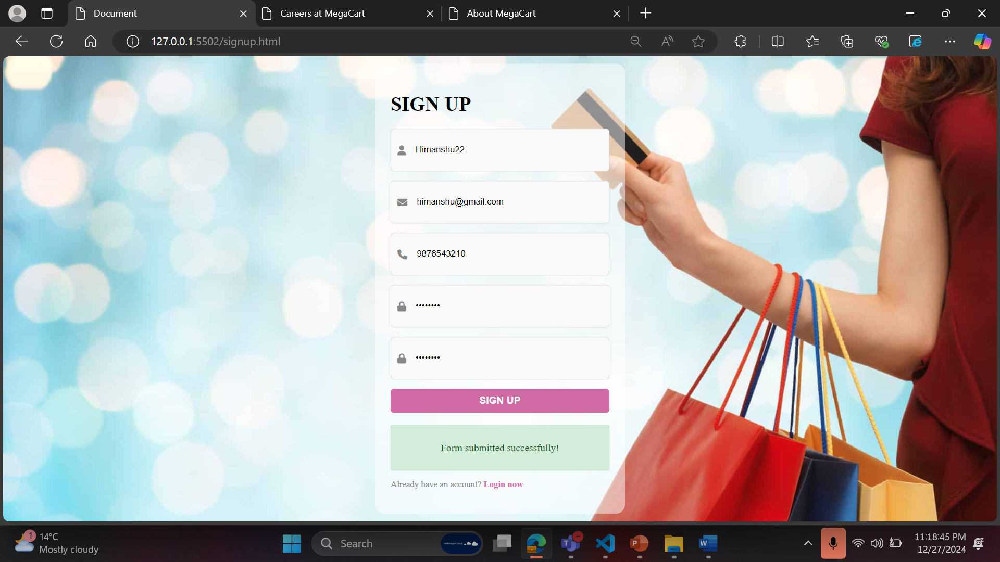 Document
Careers at MegaCart
About MegaCart
127.0.0.1:5502/signup.html
SIGN UP
Himanshu22
himanshu@gmail.com
9876543210
••••••••
••••••••
SIGN UP
Form submitted successfully!
Already have an account? Login now
1
14°C
Mostly cloudy
Search
11:18:45 PM
12/27/2024